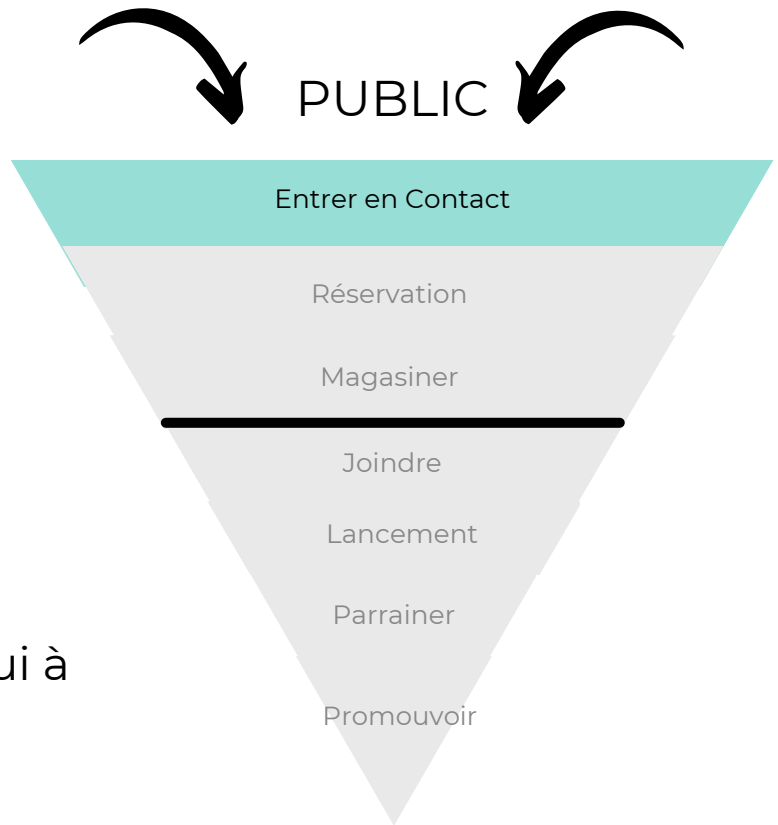 PUBLIC
Entrer en Contact
Réservation
Magasiner
Joindre
Lancement
Parrainer
à
Promouvoir